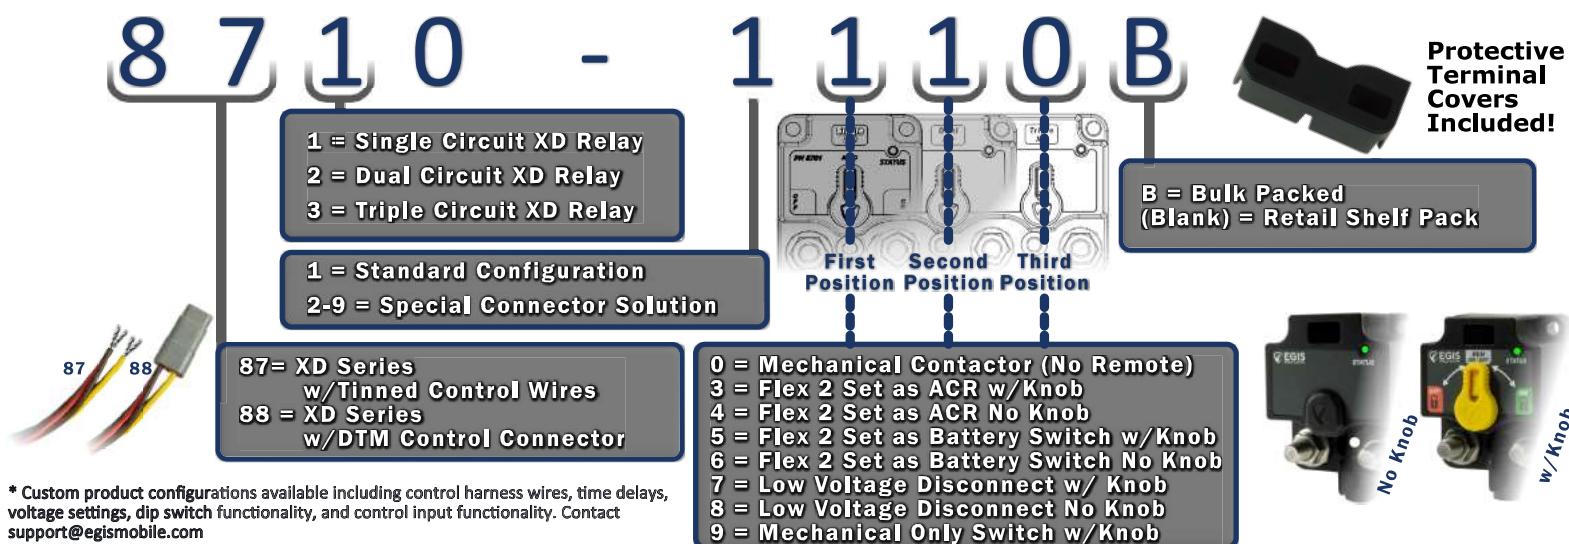 8 7 1 0 - 1 1 1 0 B
Protective
Terminal
Covers
Included!
1 = Single Circuit XD Relay
2 = Dual Circuit XD Relay
3 = Triple Circuit XD Relay
STATUS
B = Bulk Packed
(Blank) = Retail Shelf Pack
First
Position
Second
Position
Third
Position
1 = Standard Configuration
2-9 = Special Connector Solution
87
88
87= XD Series
w/Tinned Control Wires
88 = XD Series
w/DTM Control Connector
0 = Mechanical Contactor (No Remote)
3 = Flex 2 Set as ACR w/Knob
4 = Flex 2 Set as ACR No Knob
5 = Flex 2 Set as Battery Switch w/Knob
6 = Flex 2 Set as Battery Switch No Knob
7 = Low Voltage Disconnect w/ Knob
8 = Low Voltage Disconnect No Knob
9 = Mechanical Only Switch w/Knob
EGIS
STATUS
EGIS
STATUS
No Knob
w/Knob
* Custom product configurations available including control harness wires, time delays,
voltage settings, dip switch functionality, and control input functionality. Contact
support@egismobile.com